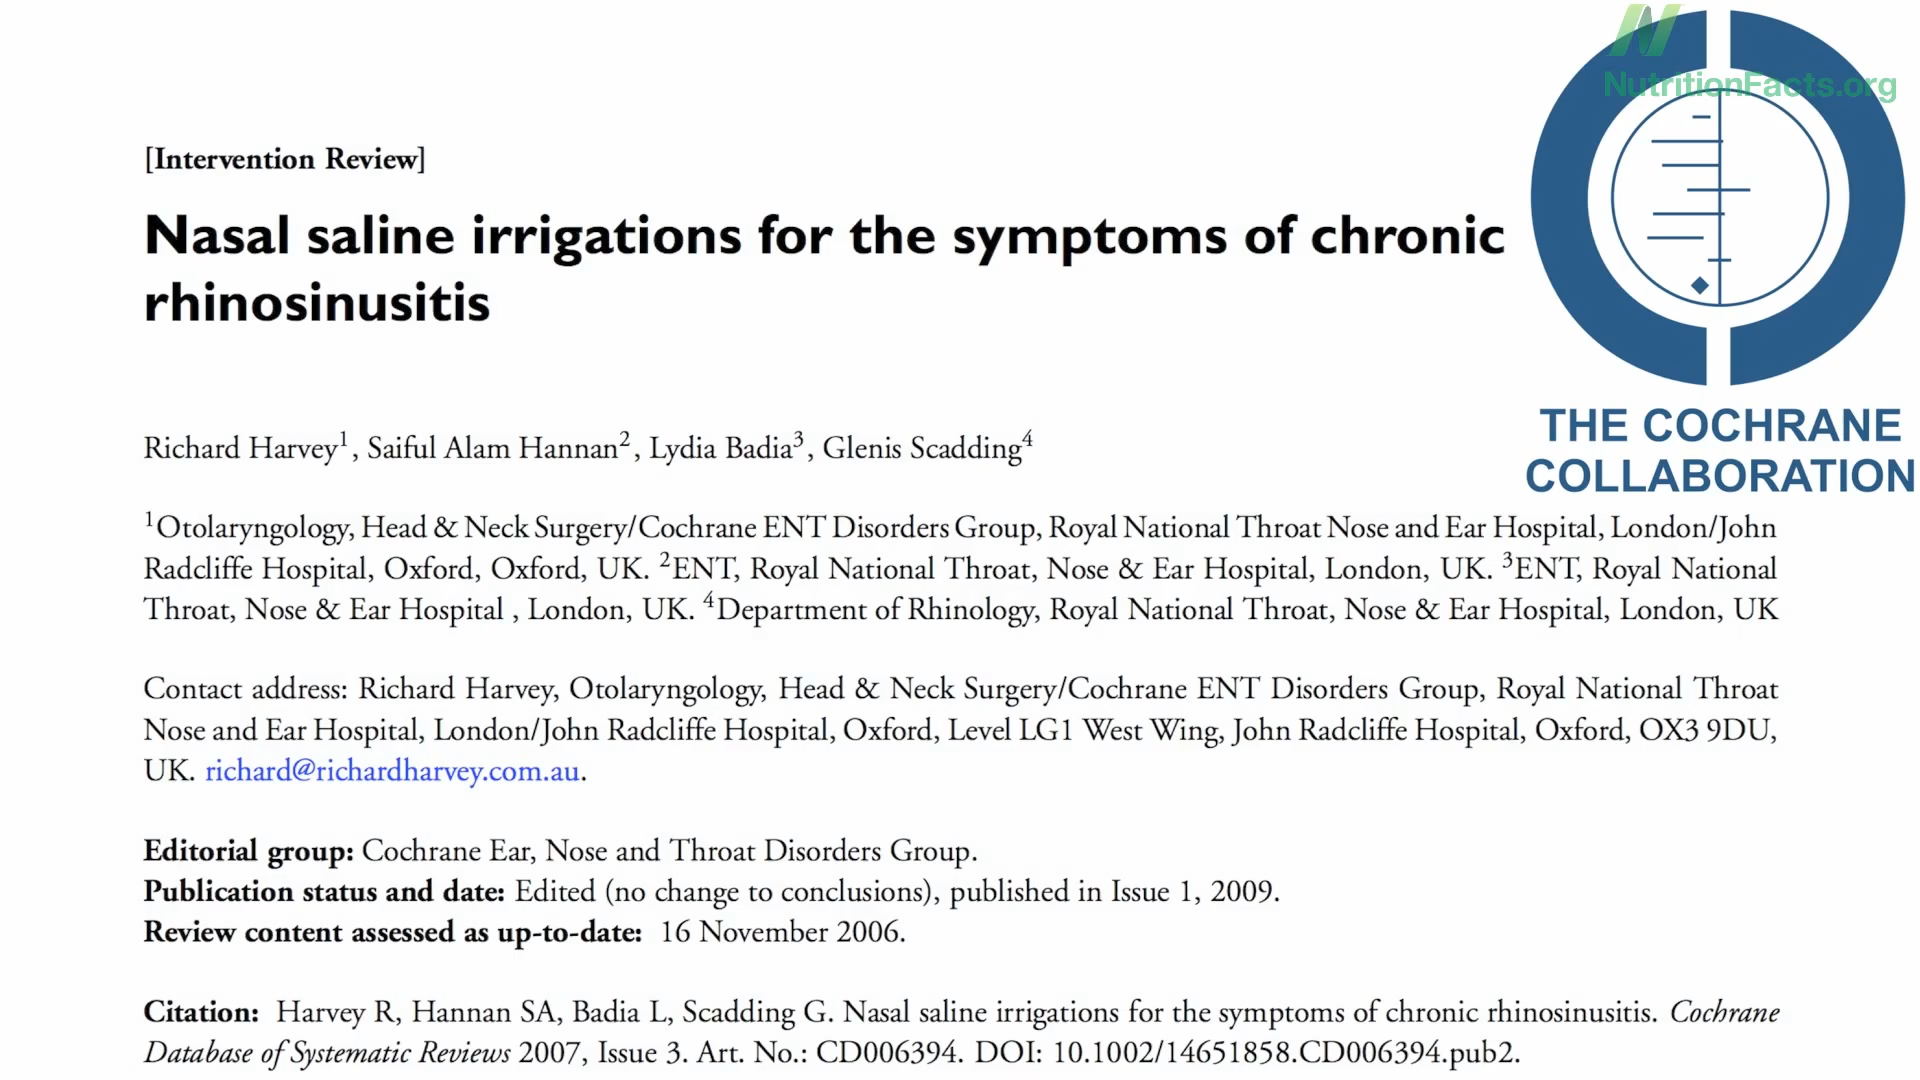 NutritionFacts.org
[Intervention Review]
Nasal saline irrigations for the symptoms of chronic
rhinosinusitis
THE COCHRANE
COLLABORATION
Richard Harvey1, Saiful Alam Hannan2, Lydia Badia3, Glenis Scadding4
1Otolaryngology, Head & Neck Surgery/Cochrane ENT Disorders Group, Royal National Throat Nose and Ear Hospital, London/John
Radcliffe Hospital, Oxford, Oxford, UK. 2ENT, Royal National Throat, Nose & Ear Hospital, London, UK. 3ENT, Royal National
Throat, Nose & Ear Hospital , London, UK. 4Department of Rhinology, Royal National Throat, Nose & Ear Hospital, London, UK
Contact address: Richard Harvey, Otolaryngology, Head & Neck Surgery/Cochrane ENT Disorders Group, Royal National Throat
Nose and Ear Hospital, London/John Radcliffe Hospital, Oxford, Level LG1 West Wing, John Radcliffe Hospital, Oxford, OX3 9DU,
UK. richard@richardharvey.com.au.
Editorial group: Cochrane Ear, Nose and Throat Disorders Group.
Publication status and date: Edited (no change to conclusions), published in Issue 1, 2009.
Review content assessed as up-to-date: 16 November 2006.
Citation: Harvey R, Hannan SA, Badia L, Scadding G. Nasal saline irrigations for the symptoms of chronic rhinosinusitis. Cochrane
Database of Systematic Reviews 2007, Issue 3. Art. No.: CD006394. DOI: 10.1002/14651858.CD006394.pub2.